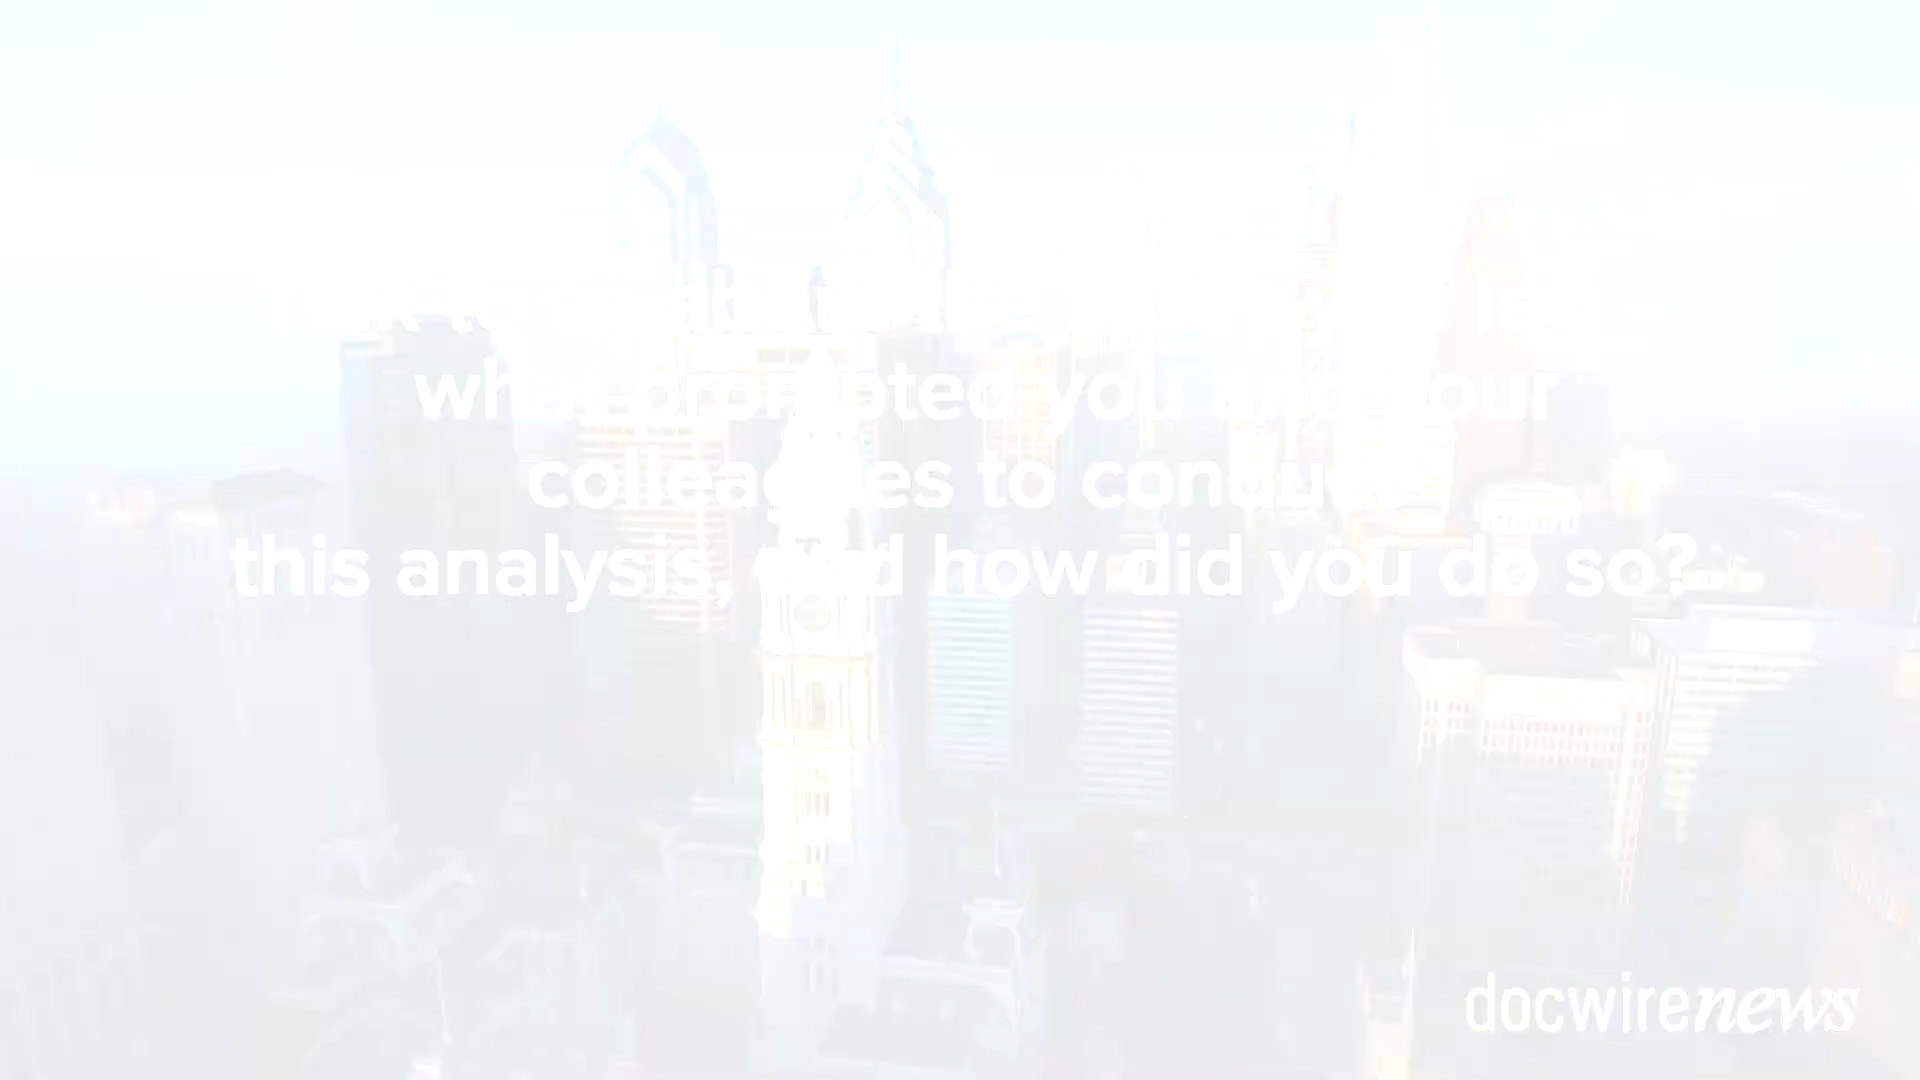 what prompted you and your
colleagues to conduct
this analysis, and how did you do so?
docwirenews